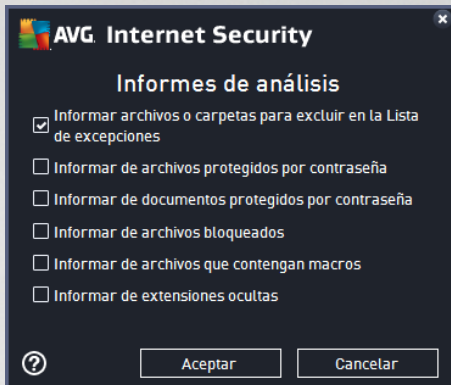 AVG Internet Security
Informes de análisis
Informar archivos o carpetas para excluir en la Lista
de excepciones
Informar de archivos protegidos por contraseña
Informar de documentos protegidos por contraseña
Informar de archivos bloqueados
Informar de archivos que contengan macros
Informar de extensiones ocultas
?
Aceptar
Cancelar